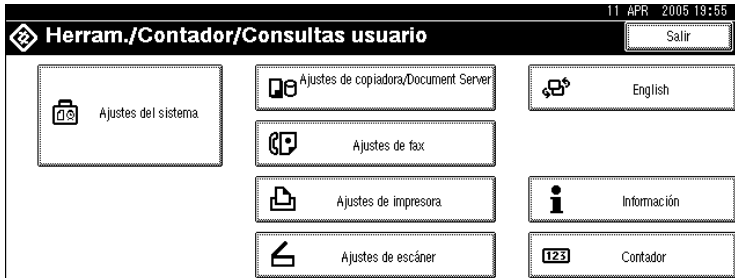 11 APR 2005 19:55
Herram./Contador/Consultas usuario
Salir
Ajustes del sistema
Ajustes de copiadora/Document Server
English
Ajustes de fax
Ajustes de impresora
Información
Ajustes de escáner
123
Contador